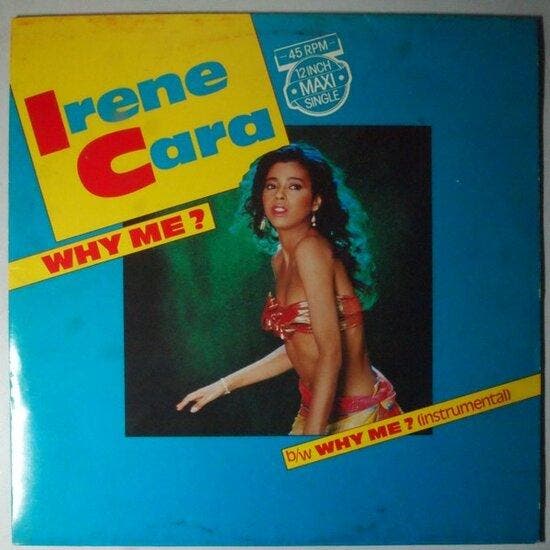 Irene
Cara
WHY ME?
45 RPM
12 INCH
MAXI
SINGLE
b/w WHY ME? (instrumental)